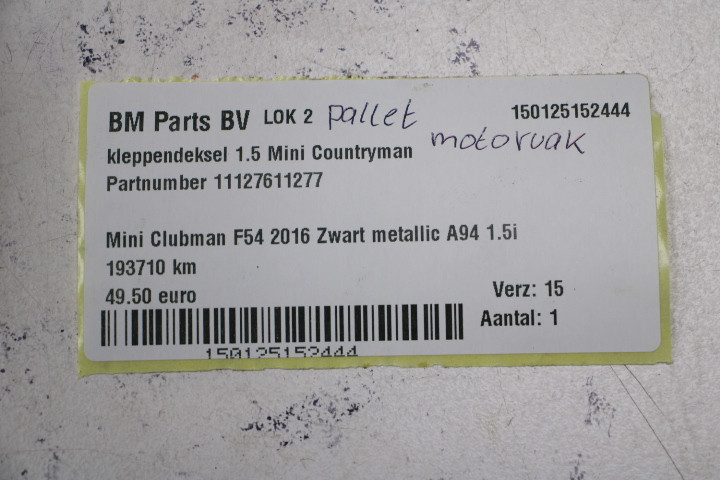 BM Parts BV LOK 2 pallet 150125152444
kleppendeksel 1.5 Mini Countryman motorvak
Partnumber 11127611277
Mini Clubman F54 2016 Zwart metallic A94 1.5i
193710 km
49.50 euro Verz: 15
Aantal: 1
150125152444